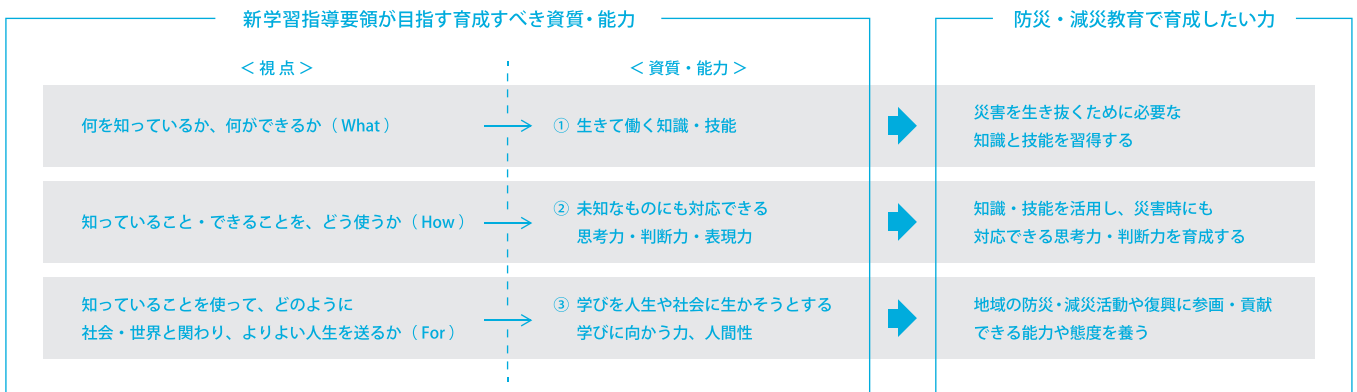 新学習指導要領が目指す育成すべき資質・能力
防災・減災教育で育成したい力
＜ 視 点 ＞
＜ 資質・能力 ＞
何を知っているか、何ができるか（ What ）
① 生きて働く知識・技能
災害を生き抜くために必要な
知識と技能を習得する
知っていること・できることを、どう使うか（ How ）
② 未知なものにも対応できる
思考力・判断力・表現力
知識・技能を活用し、災害時にも
対応できる思考力・判断力を育成する
知っていることを使って、どのように
社会・世界と関わり、よりよい人生を送るか（ For ）
③ 学びを人生や社会に生かそうとする
学びに向かう力、人間性
地域の防災・減災活動や復興に参画・貢献
できる能力や態度を養う